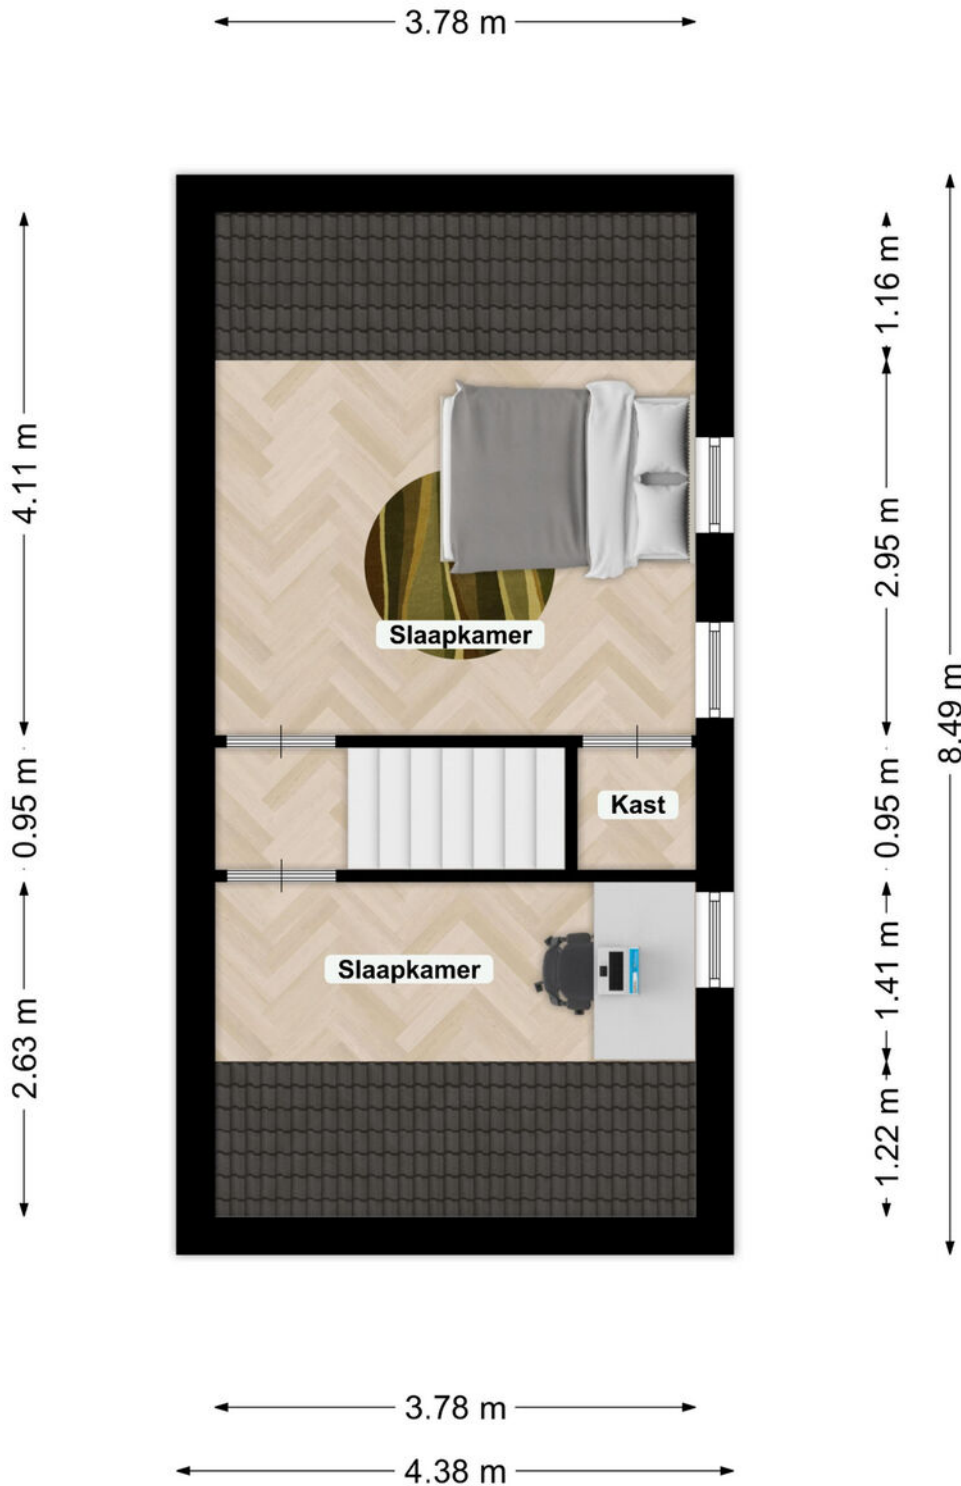 3.78 m
1.16 m
4.11 m
2.95 m
Slaapkamer
8.49 m
0.95 m
Kast
0.95 m
Slaapkamer
1.41 m
2.63 m
1.22 m
3.78 m
4.38 m